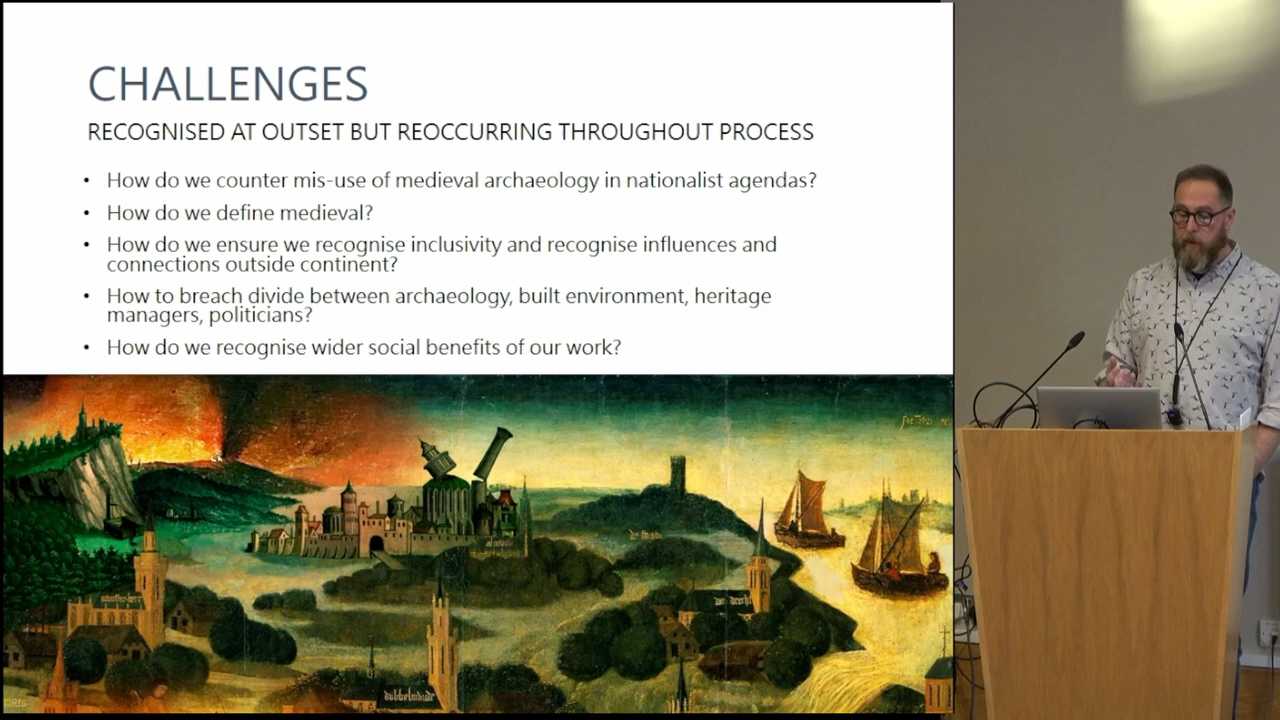 CHALLENGES
RECOGNISED AT OUTSET BUT REOCCURRING THROUGHOUT PROCESS
• How do we counter mis-use of medieval archaeology in nationalist agendas?
• How do we define medieval?
• How do we ensure we recognise inclusivity and recognise influences and
connections outside continent?
• How to breach divide between archaeology, built environment, heritage
managers, politicians?
• How do we recognise wider social benefits of our work?